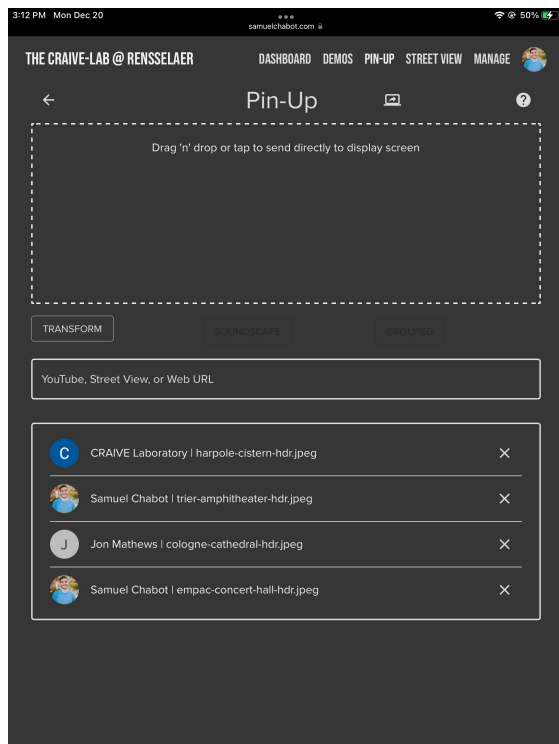 3:12 PM Mon Dec 20
samuelchabot.com
50%
THE CRAIVE-LAB @ RENSSELAER DASHBOARD DEMOS PIN-UP STREET VIEW MANAGE
Pin-Up
?
Drag 'n' drop or tap to send directly to display screen
TRANSFORM SOUNDSCAPE GROUPED
YouTube, Street View, or Web URL
C CRAIVE Laboratory | harpole-cistern-hdr.jpeg
Samuel Chabot | trier-amphitheater-hdr.jpeg
J Jon Mathews | cologne-cathedral-hdr.jpeg
Samuel Chabot | empac-concert-hall-hdr.jpeg